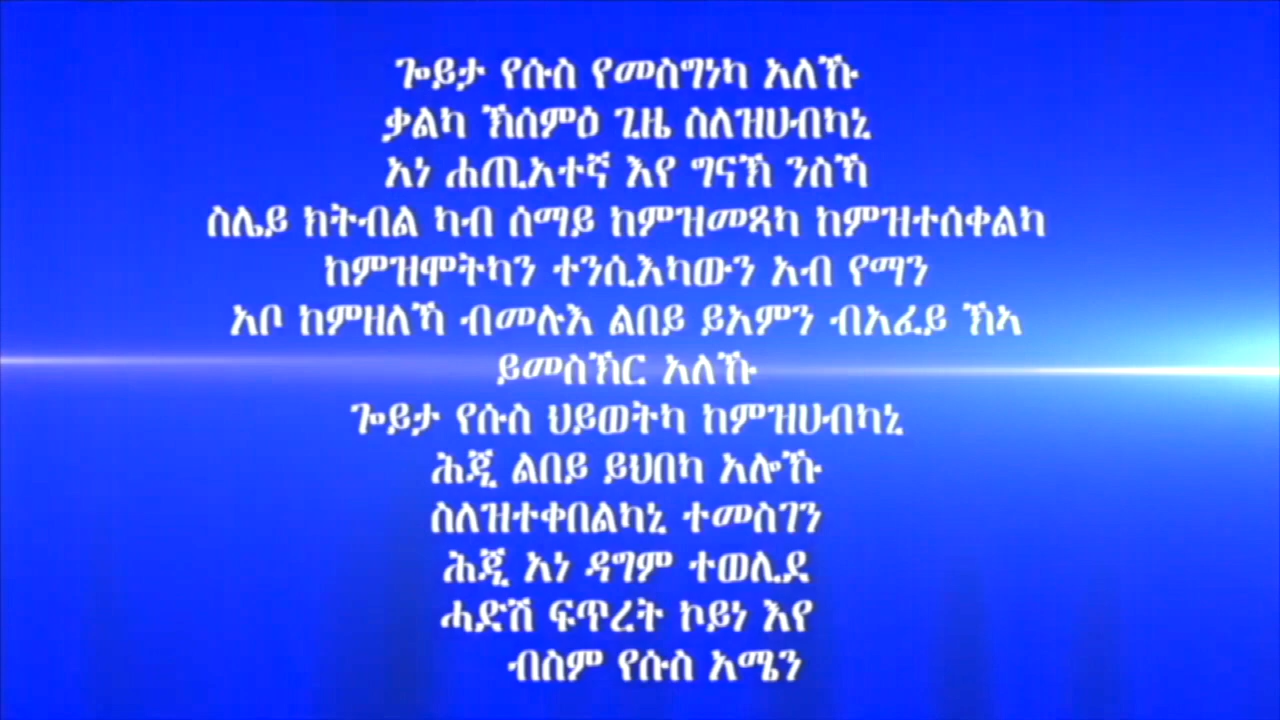 ጐይታ የሱስ የመስግነካ አለኹ
ቃልካ ኽሰምዕ ጊዜ ስለዝሀብካኒ
አነ ሐጢአተኛ እየ ግናኽ ንስኻ
ስሌይ ክትብል ካብ ሰማይ ከምዝመጻካ ከምዝተሰቀልካ
ከምዝሞትካን ተንሲእካውን አብ የማን
አቦ ከምዘለኻ ብመሉእ ልበይ ይአምን ብአፈይ ኽኣ
ይመስኽር አለኹ
ጐይታ የሱስ ህይወትካ ከምዝሀብካኒ
ሕጂ ልበይ ይህበካ አሎኹ
ስለዝተቀበልካኒ ተመስገን
ሕጂ አነ ዳግም ተወሊደ
ሓድሽ ፍጥረት ኮይነ እየ
ብስም የሱስ አሜን